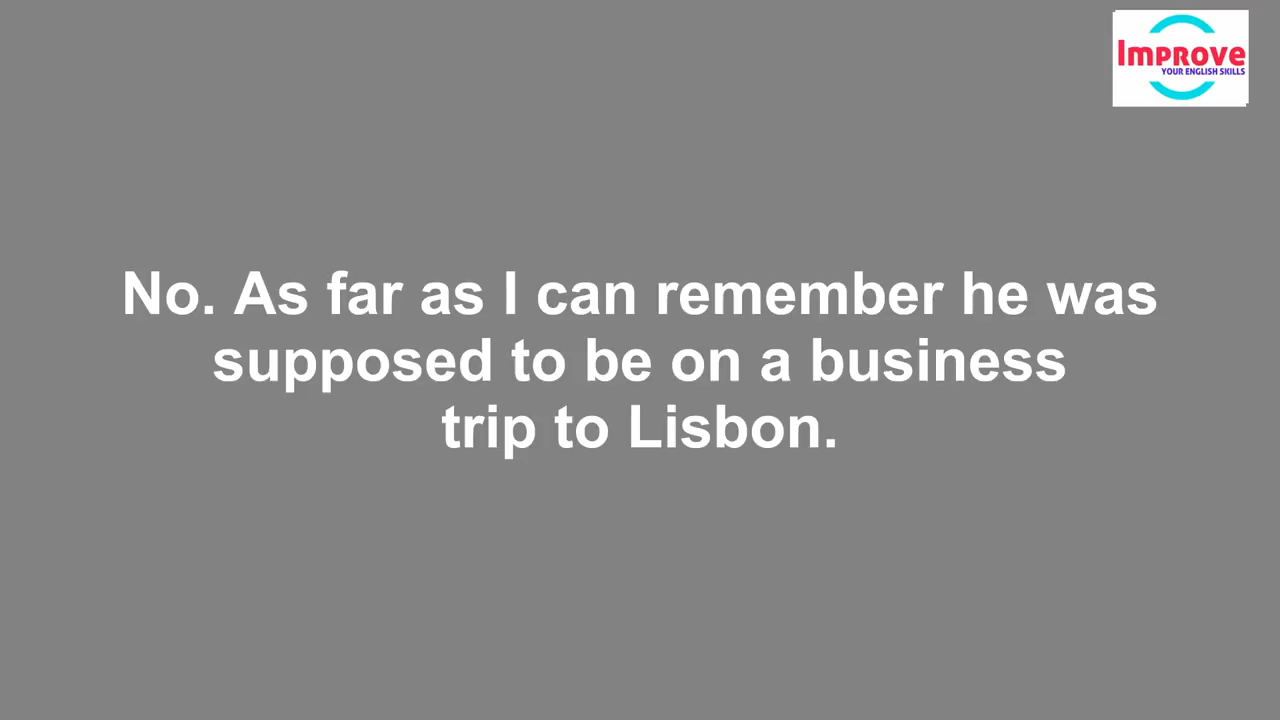 Improve
YOUR ENGLISH SKILLS
No. As far as I can remember he was
supposed to be on a business
trip to Lisbon.